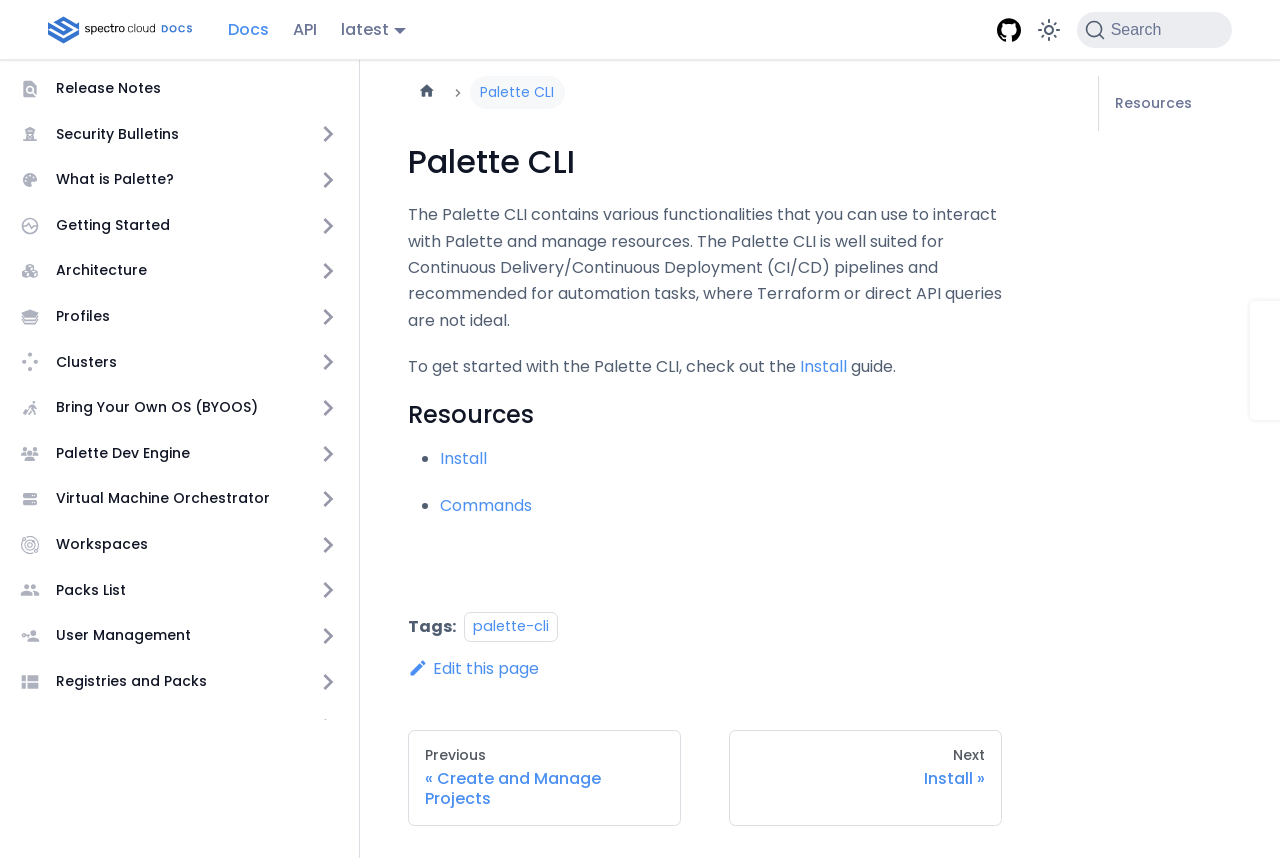 spectro cloud DOCS
Docs
API
latest
Search
Release Notes
Security Bulletins
What is Palette?
Getting Started
Architecture
Profiles
Clusters
Bring Your Own OS (BYOOS)
Palette Dev Engine
Virtual Machine Orchestrator
Workspaces
Packs List
User Management
Registries and Packs
Palette CLI
Palette CLI
The Palette CLI contains various functionalities that you can use to interact
with Palette and manage resources. The Palette CLI is well suited for
Continuous Delivery/Continuous Deployment (CI/CD) pipelines and
recommended for automation tasks, where Terraform or direct API queries
are not ideal.
To get started with the Palette CLI, check out the Install guide.
Resources
Install
Commands
Tags: palette-cli
Edit this page
Previous
« Create and Manage
Projects
Next
Install »
Resources